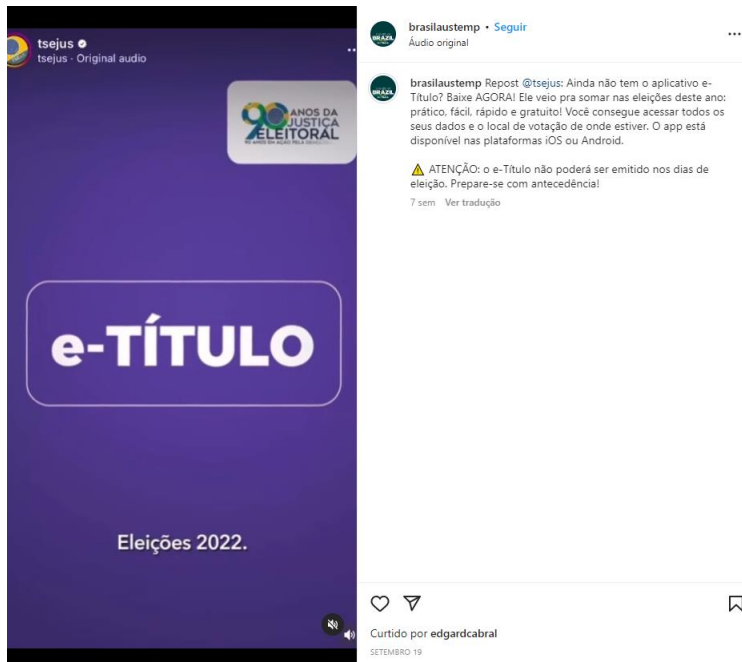 tsejus
tsejus · Original audio
90 ANOS DA
JUSTIÇA
ELEITORAL
e-TÍTULO
Eleições 2022.
BRAZIL
brasilaustemp • Seguir
Áudio original
BRAZIL
brasilaustemp Repost @tsejus: Ainda não tem o aplicativo e-
Título? Baixe AGORA! Ele veio pra somar nas eleições deste ano:
prático, fácil, rápido e gratuito! Você consegue acessar todos os
seus dados e o local de votação de onde estiver. O app está
disponível nas plataformas iOS ou Android.
⚠ ATENÇÃO: o e-Título não poderá ser emitido nos dias de
eleição. Prepare-se com antecedência!
7 sem Ver tradução
Curtido por edgardcabral
SETEMBRO 19